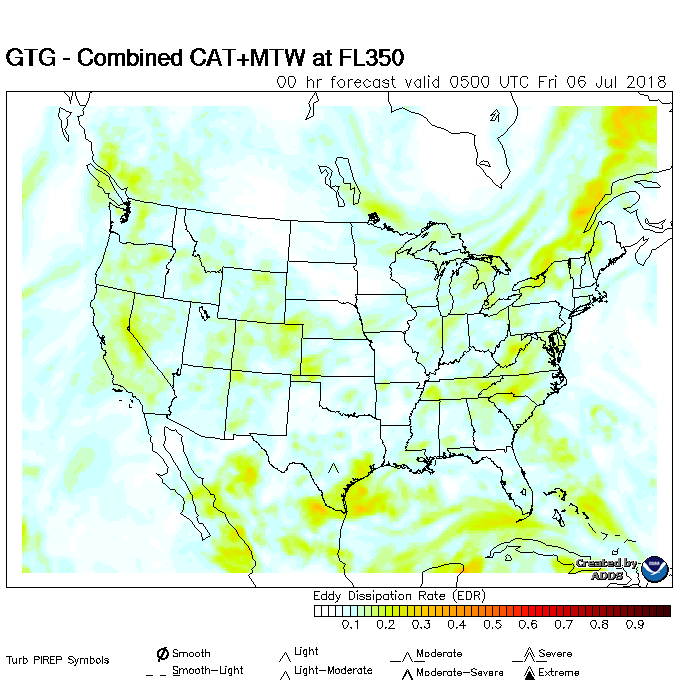 GTG - Combined CAT+MTW at FL350
00 hr forecast valid 0500 UTC Fri 06 Jul 2018
Created by
ADDS
NOAA
Eddy Dissipation Rate (EDR)
0.1 0.2 0.3 0.4 0.5 0.6 0.7 0.8 0.9
Turb PIREP Symbols
Smooth
Light
Moderate
Severe
Smooth-Light
Light-Moderate
Moderate-Severe
Extreme